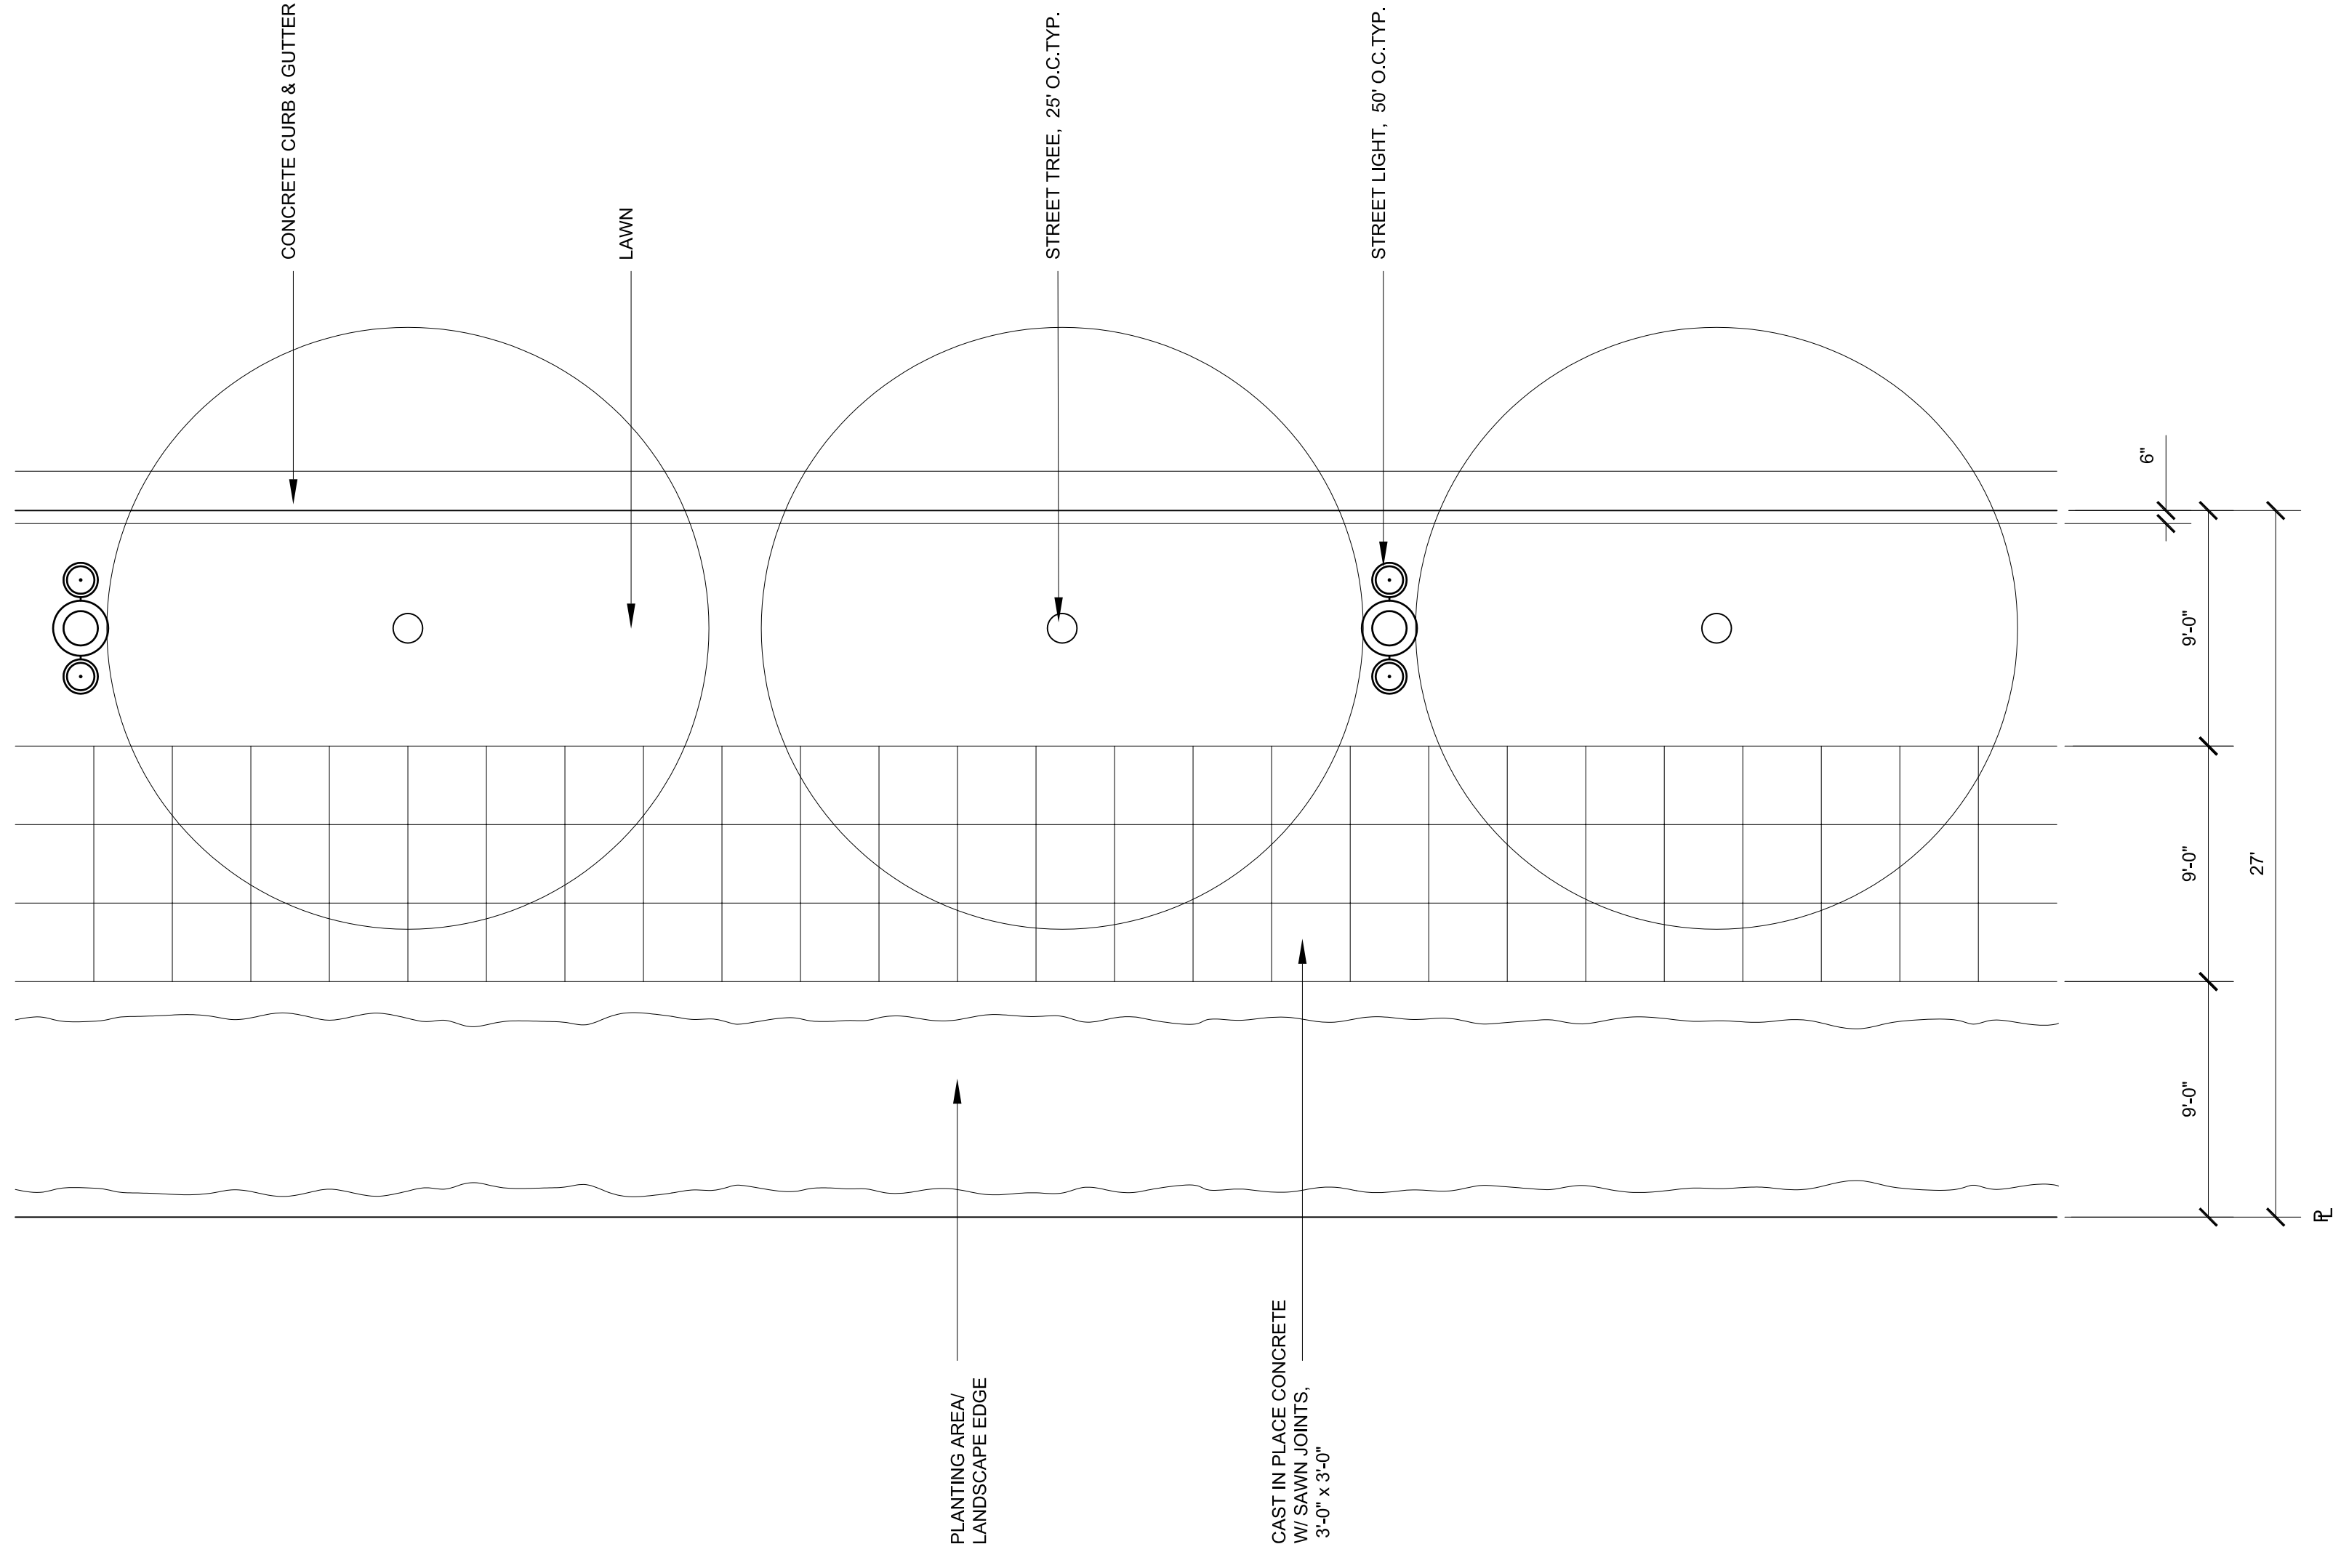 CONCRETE CURB & GUTTER
LAWN
STREET TREE, 25' O.C.TYP.
STREET LIGHT, 50' O.C.TYP.
6"
9'-0"
9'-0"
27'
9'-0"
PL
PLANTING AREA/
LANDSCAPE EDGE
CAST IN PLACE CONCRETE
W/ SAWN JOINTS,
3'-0" x 3'-0"